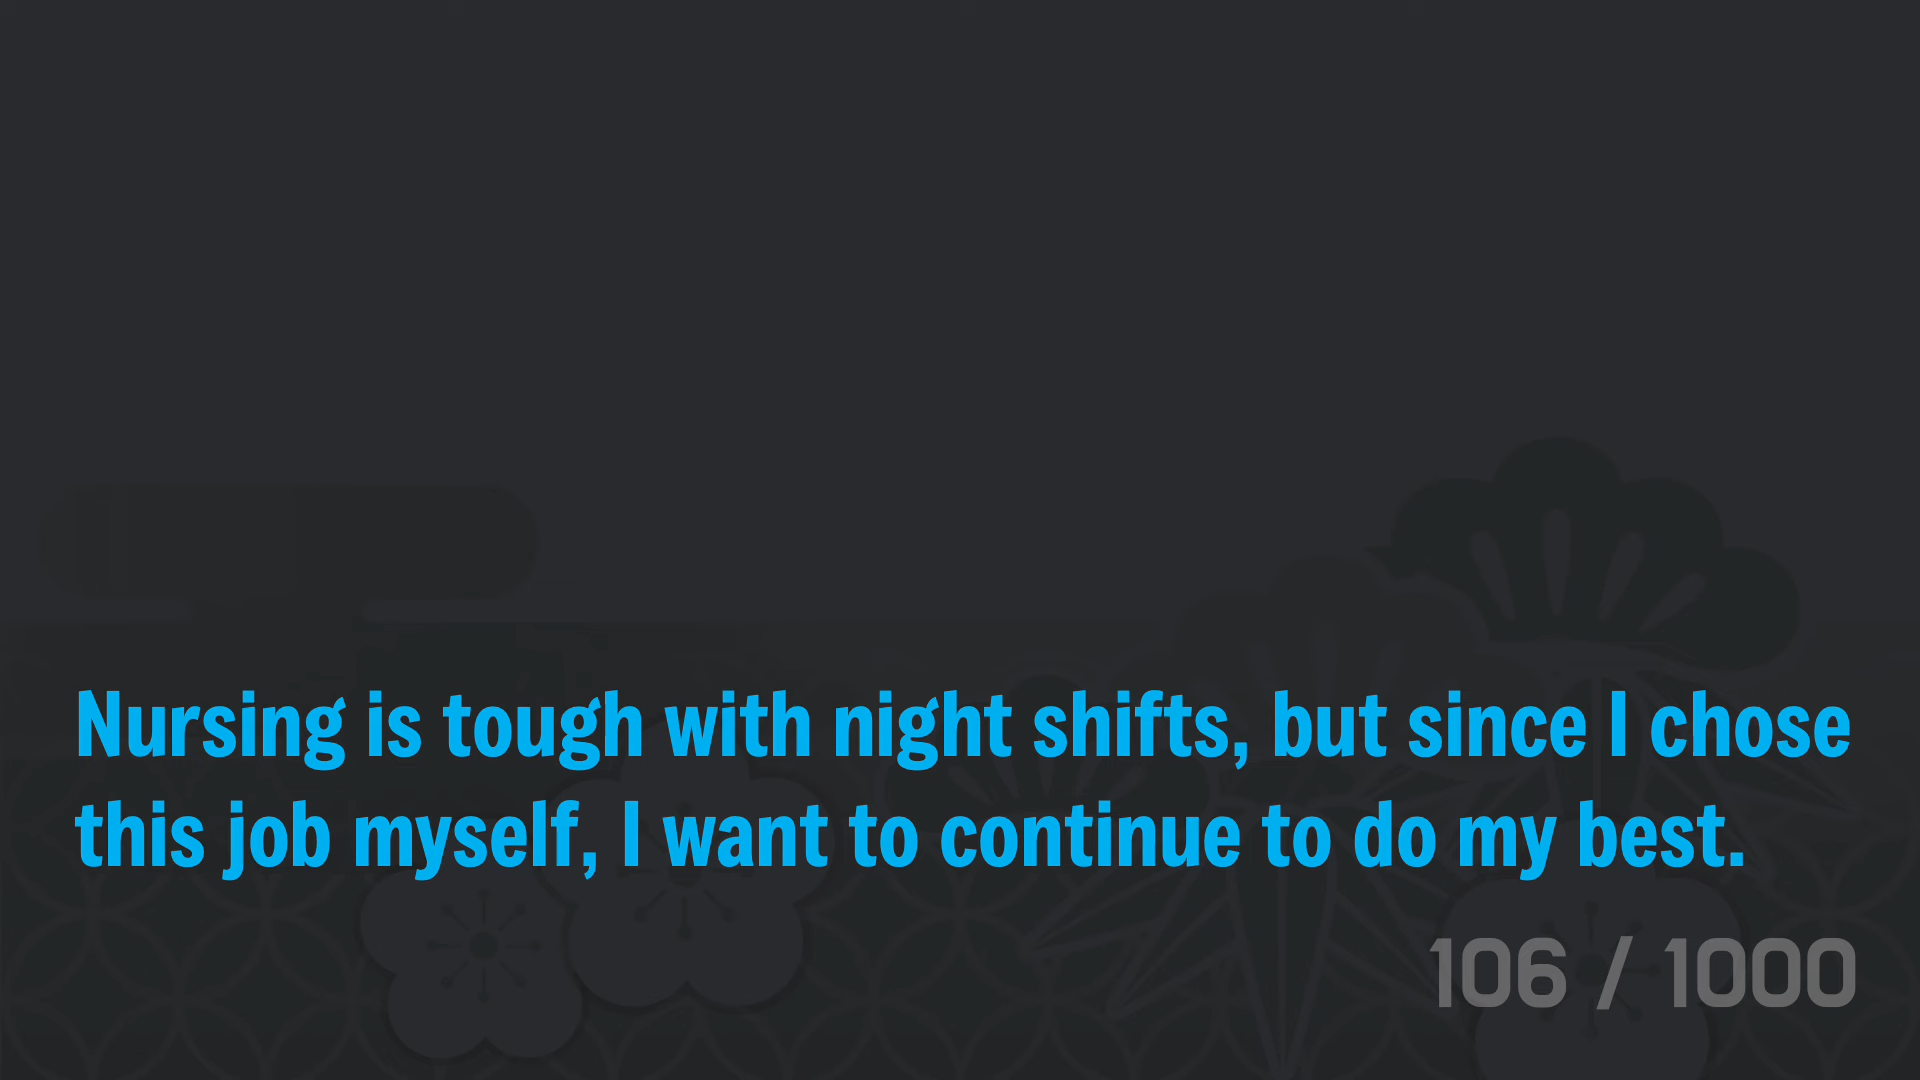 Nursing is tough with night shifts, but since I chose
this job myself, I want to continue to do my best.
106 / 1000